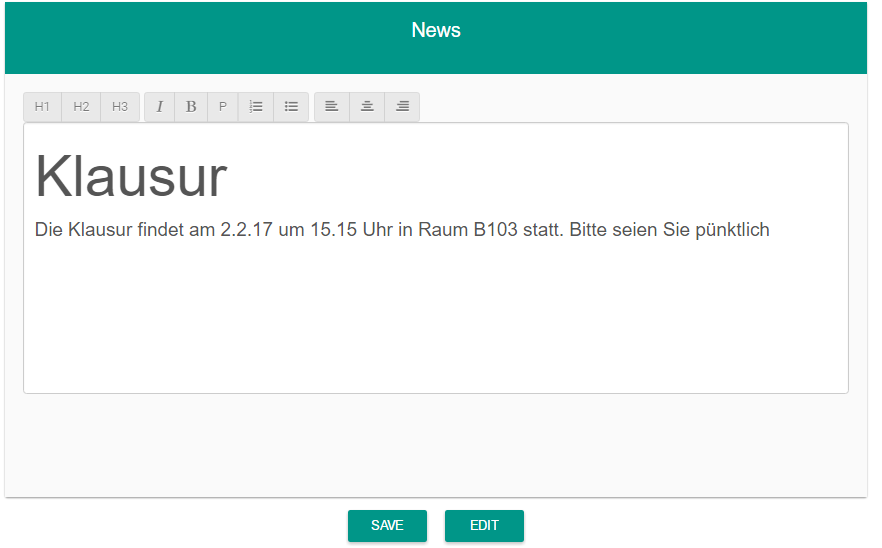 News
H1 H2 H3 I B P
Klausur
Die Klausur findet am 2.2.17 um 15.15 Uhr in Raum B103 statt. Bitte seien Sie pünktlich
SAVE EDIT